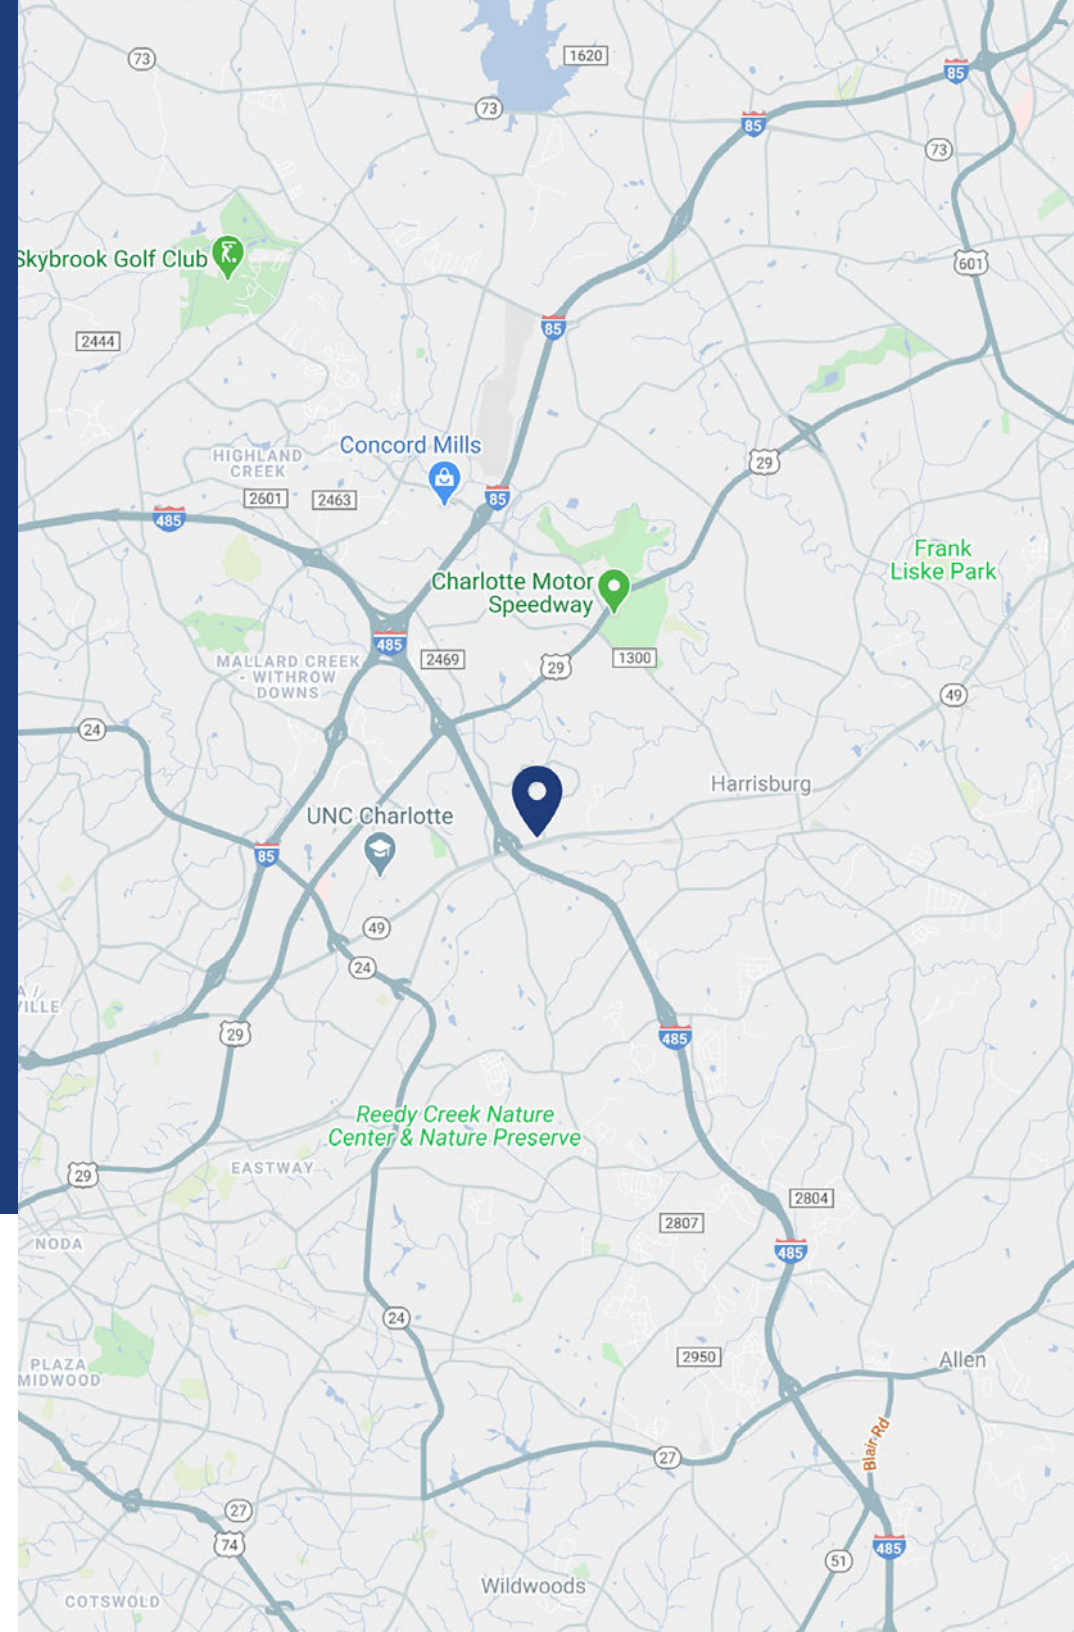 1620
73
85
73
85
73
Skybrook Golf Club
601
85
2444
Concord Mills
HIGHLAND
CREEK
29
2601
2463
85
485
Frank
Liske Park
Charlotte Motor
Speedway
485
2469
1300
29
MALLARD CREEK
- WITHROW
DOWNS
49
24
Harrisburg
UNC Charlotte
85
49
24
A /
VILLE
29
485
Reedy Creek Nature
Center & Nature Preserve
EASTWAY
29
2804
2807
NODA
485
24
2950
Allen
PLAZA
MIDWOOD
Blair Rd
27
27
74
485
51
Wildwoods
COTSWOLD